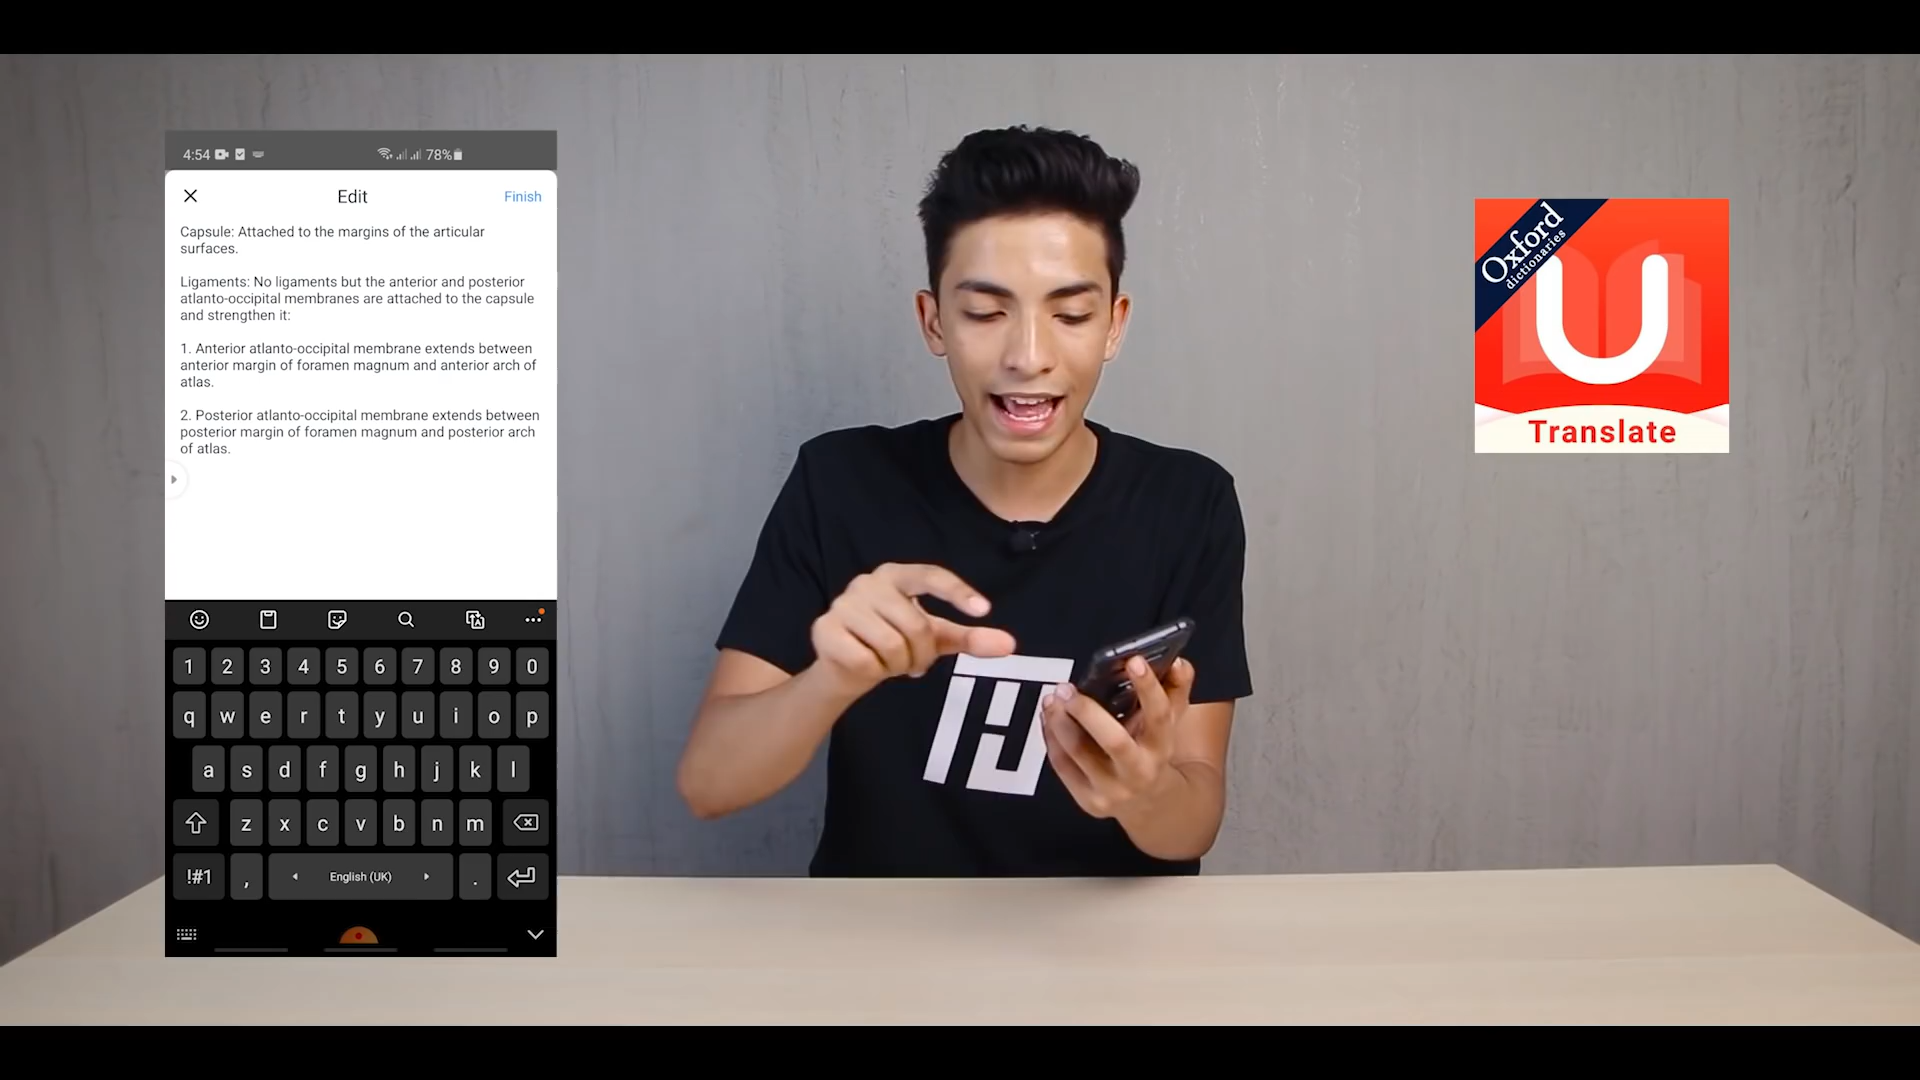 4:54
78%
Edit
Finish
Capsule: Attached to the margins of the articular
surfaces.
Ligaments: No ligaments but the anterior and posterior
atlanto-occipital membranes are attached to the capsule
and strengthen it:
1. Anterior atlanto-occipital membrane extends between
anterior margin of foramen magnum and anterior arch of
atlas.
2. Posterior atlanto-occipital membrane extends between
posterior margin of foramen magnum and posterior arch
of atlas.
1 2 3 4 5 6 7 8 9 0
q w e r t y u i o p
a s d f g h j k l
z x c v b n m
!#1 , English (UK) .
Oxford
dictionaries
U
Translate